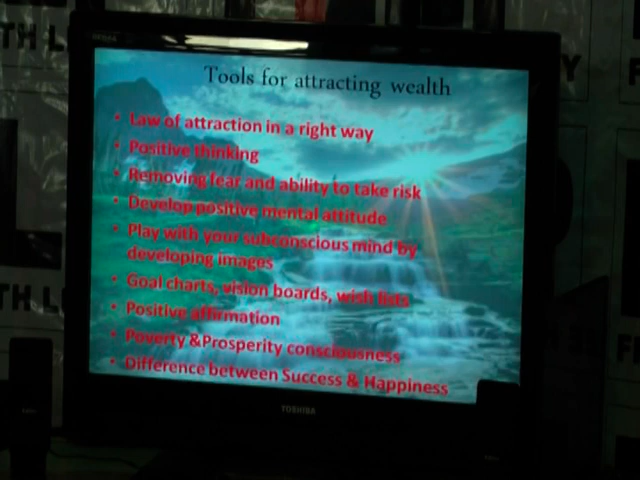 Tools for attracting wealth
• Law of attraction in a right way
• Positive thinking
• Removing fear and ability to take risk
• Develop positive mental attitude
• Play with your subconscious mind by
developing images
• Goal charts, vision boards, wish lists
• Positive affirmation
• Poverty &Prosperity consciousness
• Difference between Success & Happiness
TOSHIBA